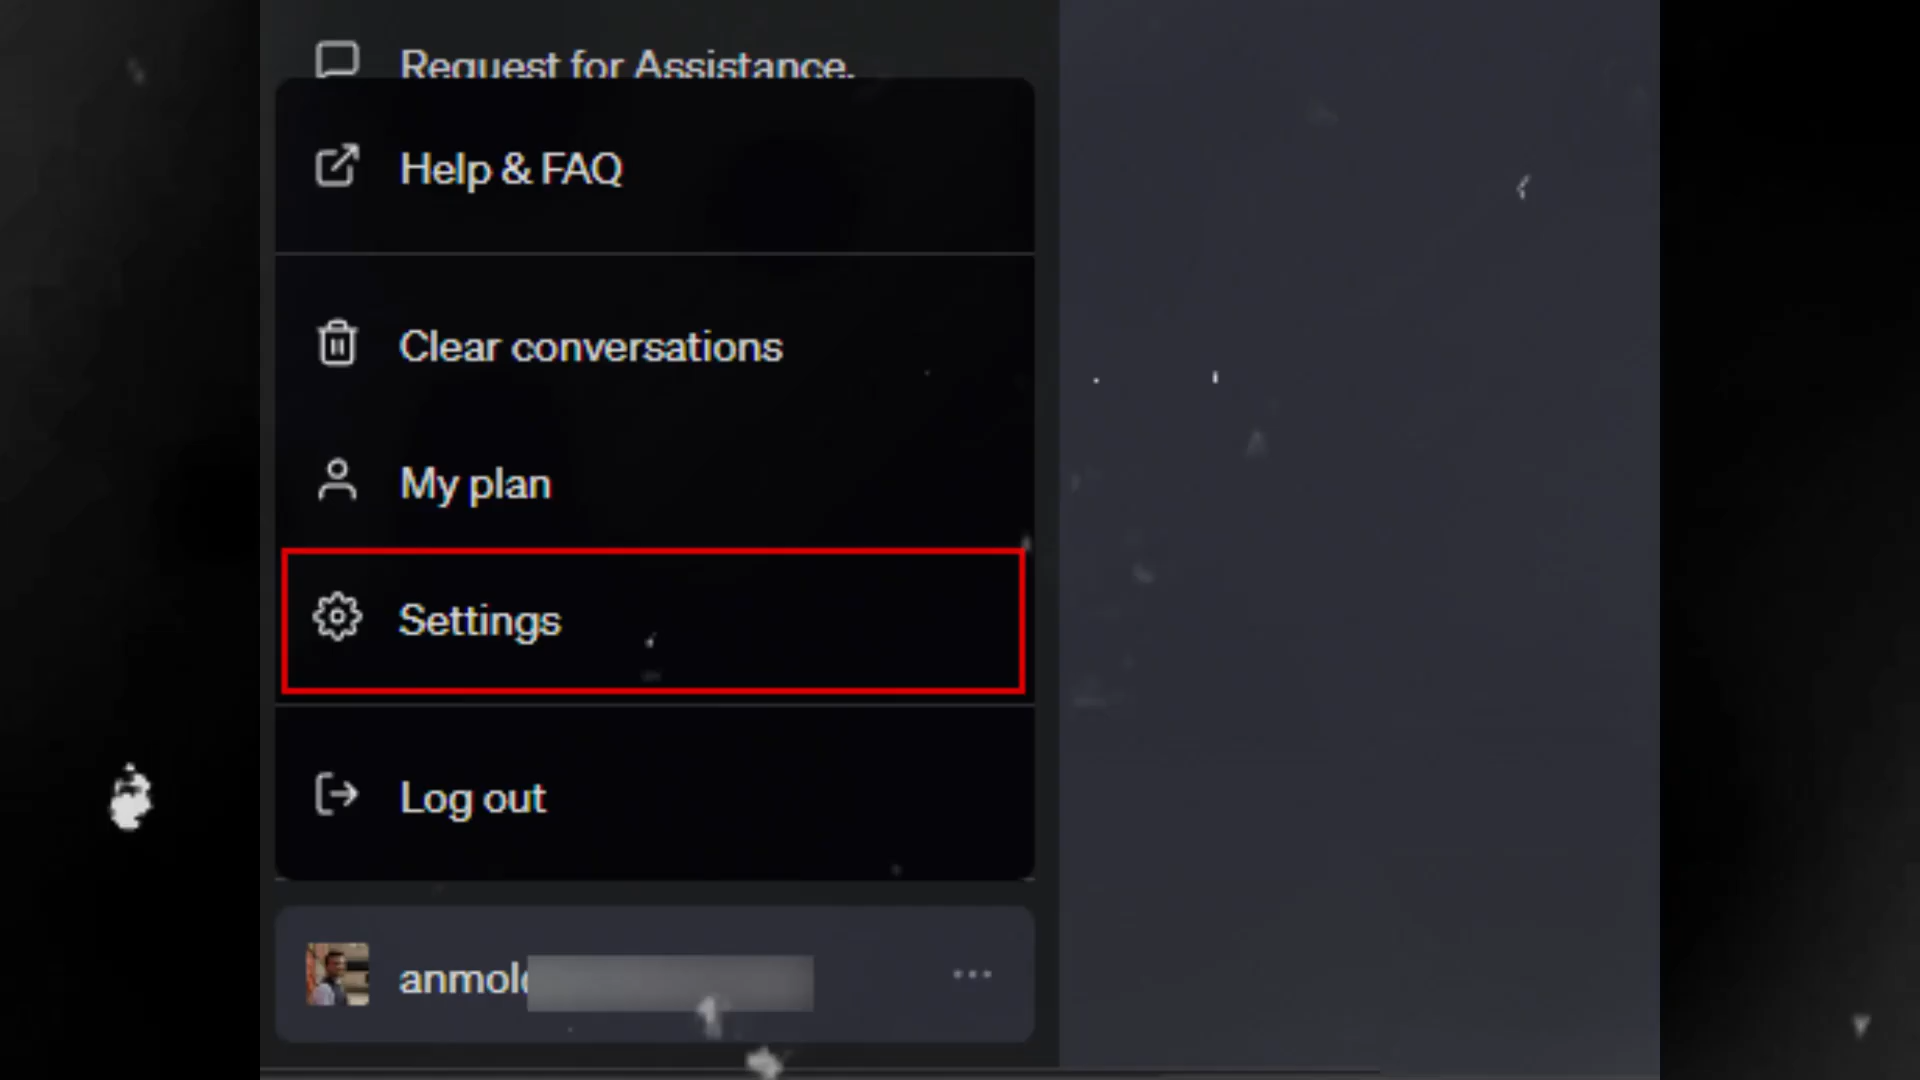 Request for Assistance.
Help & FAQ
Clear conversations
My plan
Settings
Log out
anmol